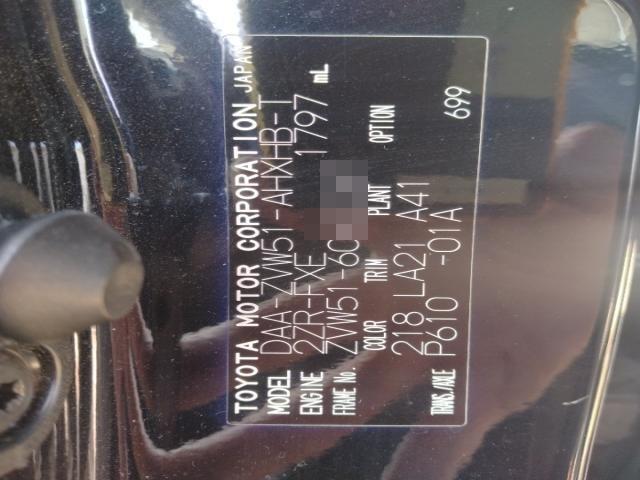 TOYOTA MOTOR CORPORATION JAPAN
MODEL DAA-ZVW51-AHXHB-T
ENGINE 2ZR-FXE 1797 mL
FRAME No. ZVW51-60
COLOR TRIM PLANT OPTION
218 LA21 A41
TRANS./AXLE P610 -01A 699